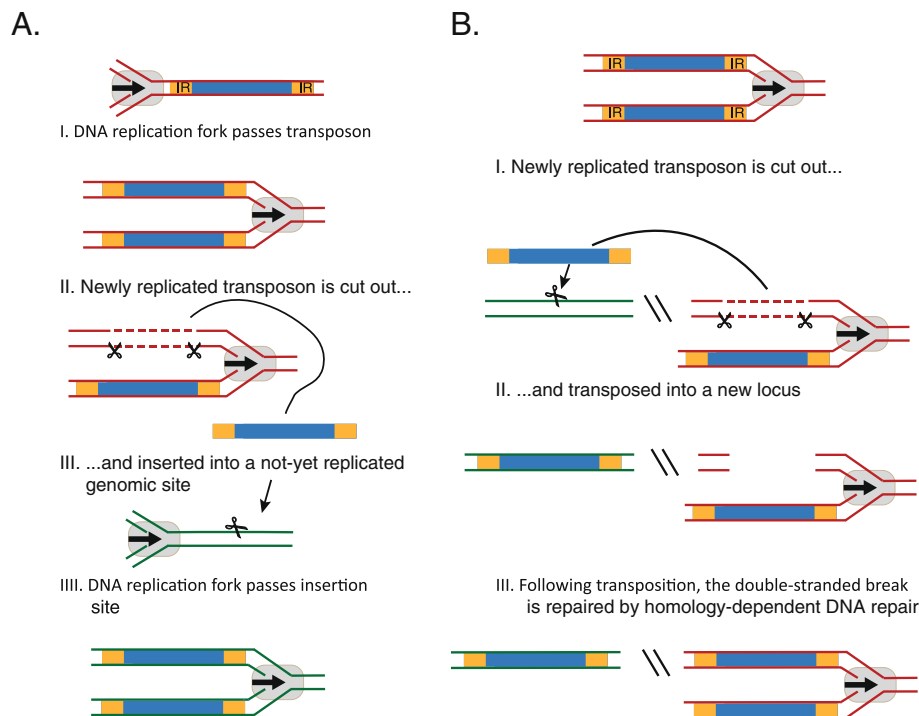 A.
IR IR
I. DNA replication fork passes transposon
II. Newly replicated transposon is cut out...
III. ...and inserted into a not-yet replicated
genomic site
IIII. DNA replication fork passes insertion
site
B.
IR IR
IR IR
I. Newly replicated transposon is cut out...
II. ...and transposed into a new locus
III. Following transposition, the double-stranded break
is repaired by homology-dependent DNA repair